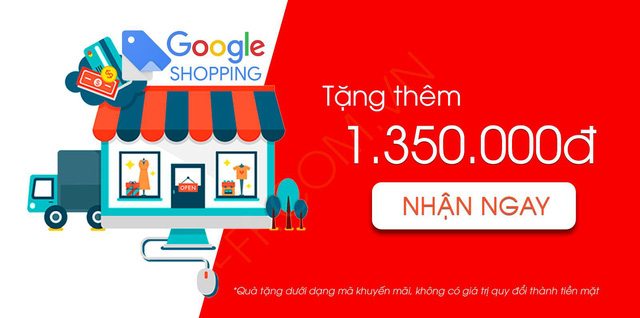 Google
SHOPPING
OPEN
Tặng thêm
1.350.000đ
NHẬN NGAY
*Quà tặng dưới dạng mã khuyến mãi, không có giá trị quy đổi thành tiền mặt